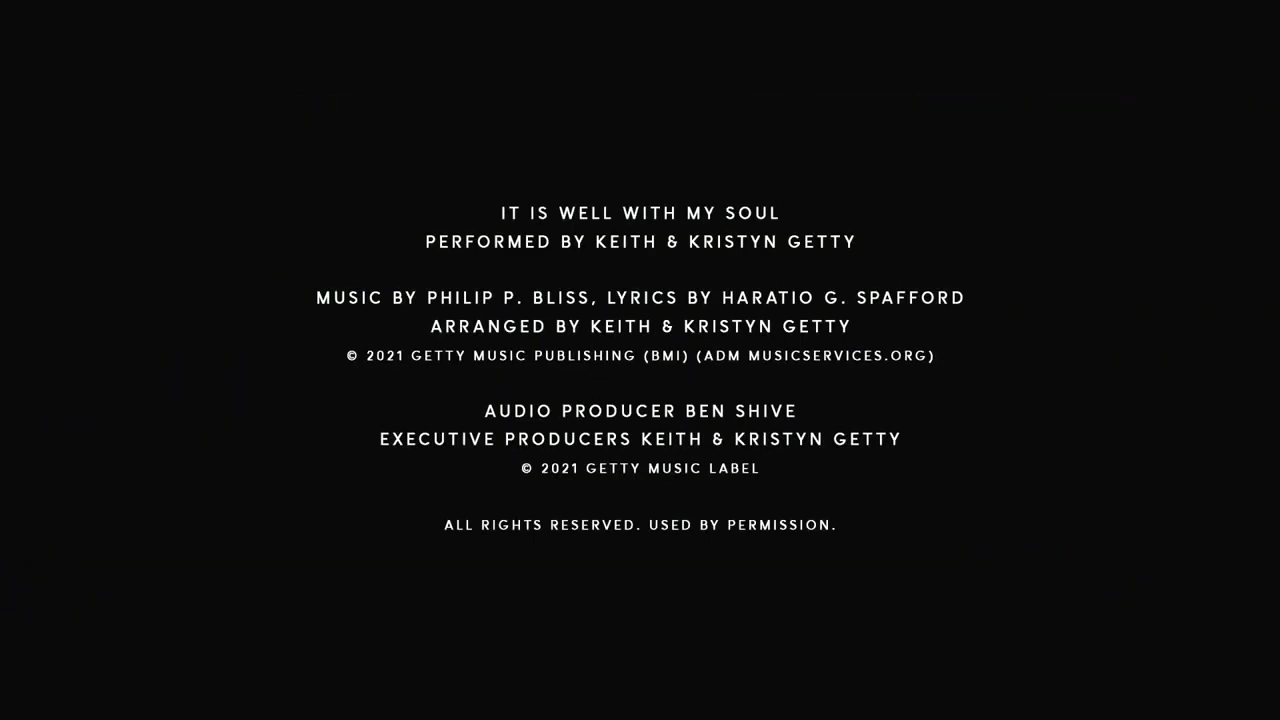 IT IS WELL WITH MY SOUL
PERFORMED BY KEITH & KRISTYN GETTY
MUSIC BY PHILIP P. BLISS, LYRICS BY HARATIO G. SPAFFORD
ARRANGED BY KEITH & KRISTYN GETTY
© 2021 GETTY MUSIC PUBLISHING (BMI) (ADM MUSICSERVICES.ORG)
AUDIO PRODUCER BEN SHIVE
EXECUTIVE PRODUCERS KEITH & KRISTYN GETTY
© 2021 GETTY MUSIC LABEL
ALL RIGHTS RESERVED. USED BY PERMISSION.